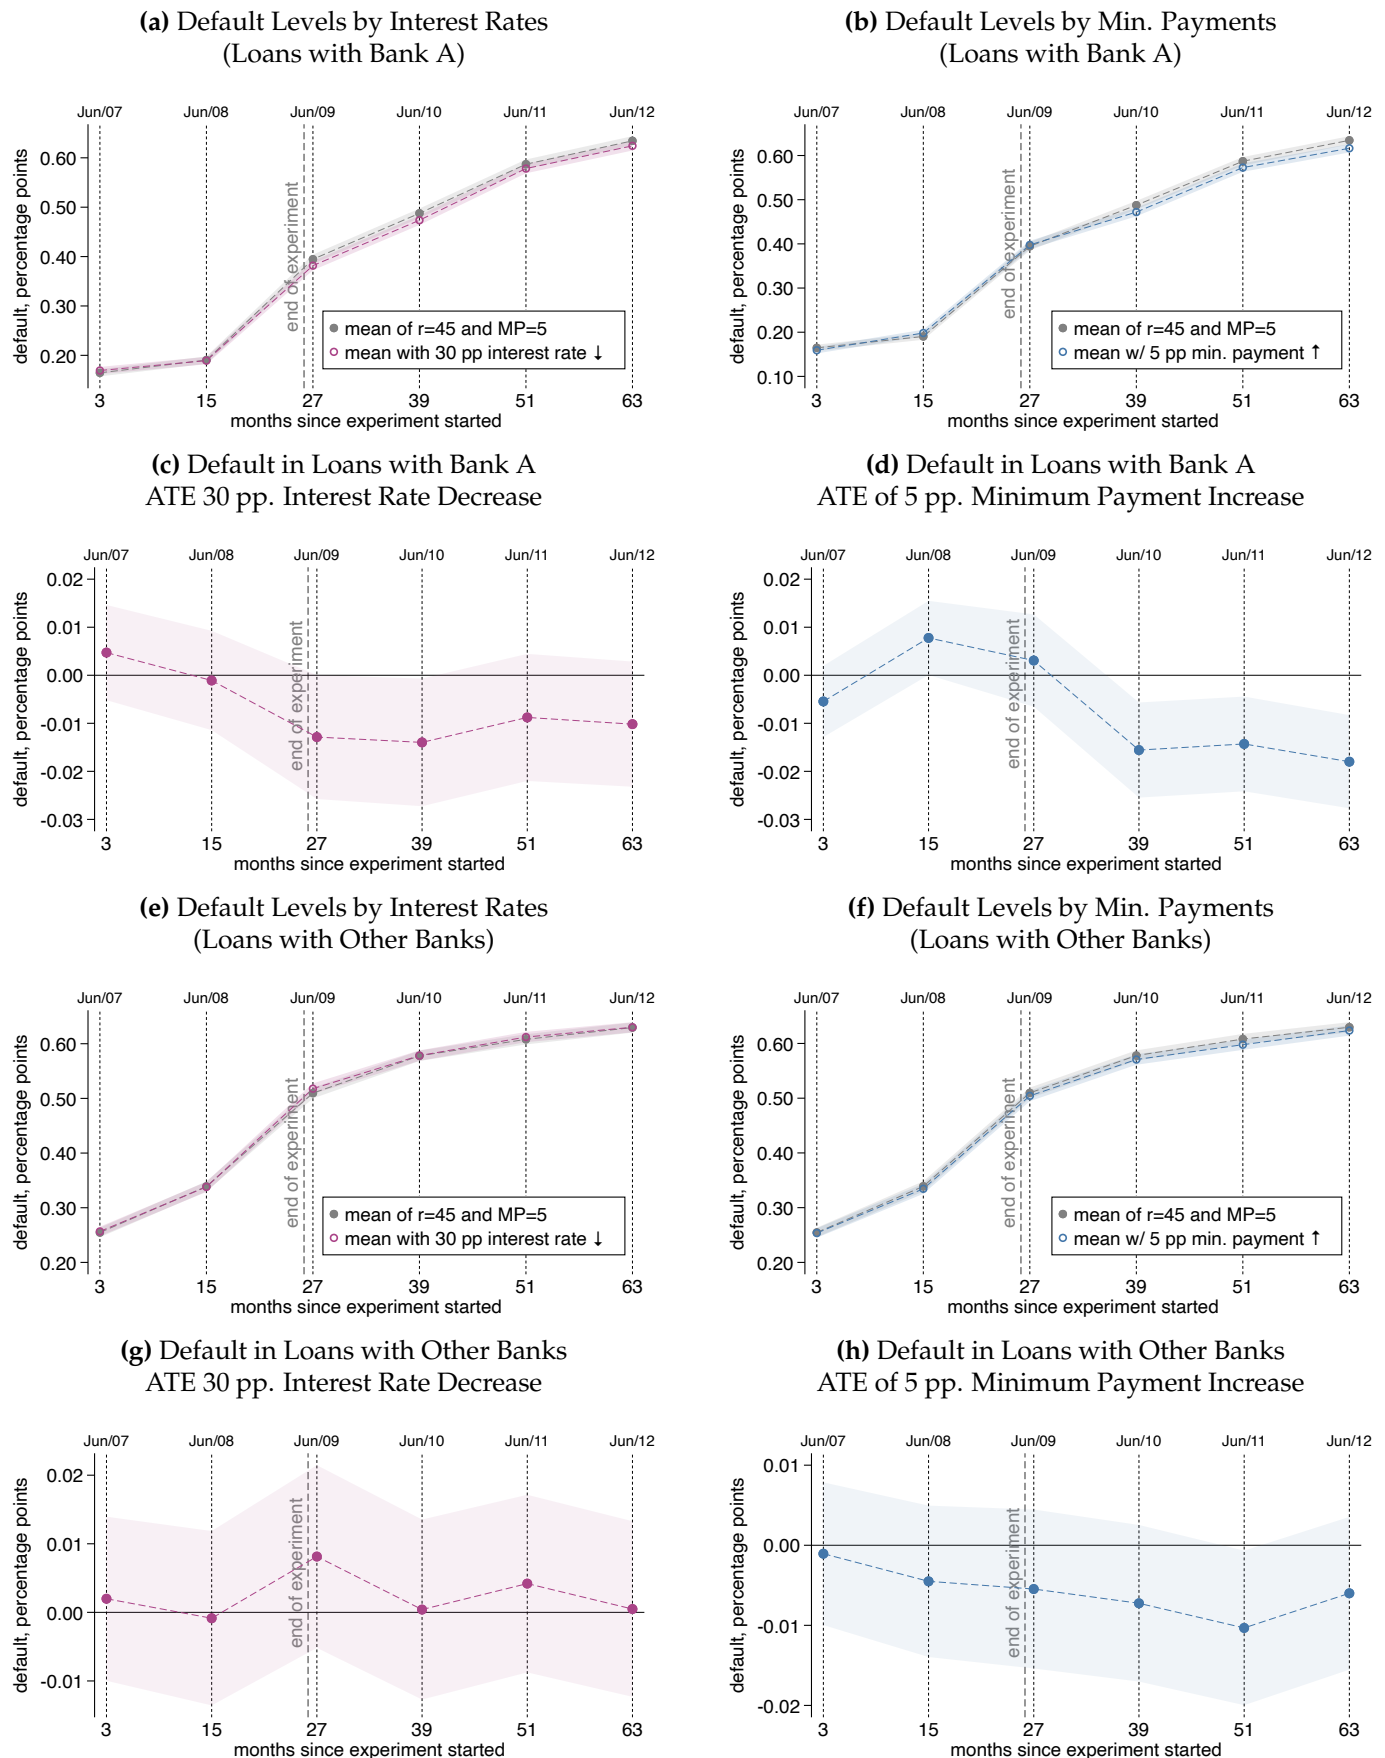 (a) Default Levels by Interest Rates
(Loans with Bank A)
Jun/07 Jun/08 Jun/09 Jun/10 Jun/11 Jun/12
default, percentage points
0.60
0.50
0.40
0.30
0.20
end of experiment
mean of r=45 and MP=5
mean with 30 pp interest rate ↓
3 15 27 39 51 63
months since experiment started
(b) Default Levels by Min. Payments
(Loans with Bank A)
Jun/07 Jun/08 Jun/09 Jun/10 Jun/11 Jun/12
default, percentage points
0.60
0.50
0.40
0.30
0.20
0.10
end of experiment
mean of r=45 and MP=5
mean w/ 5 pp min. payment ↑
3 15 27 39 51 63
months since experiment started
(c) Default in Loans with Bank A
ATE 30 pp. Interest Rate Decrease
Jun/07 Jun/08 Jun/09 Jun/10 Jun/11 Jun/12
default, percentage points
0.02
0.01
0.00
-0.01
-0.02
-0.03
end of experiment
3 15 27 39 51 63
months since experiment started
(d) Default in Loans with Bank A
ATE of 5 pp. Minimum Payment Increase
Jun/07 Jun/08 Jun/09 Jun/10 Jun/11 Jun/12
default, percentage points
0.02
0.01
0.00
-0.01
-0.02
-0.03
end of experiment
3 15 27 39 51 63
months since experiment started
(e) Default Levels by Interest Rates
(Loans with Other Banks)
Jun/07 Jun/08 Jun/09 Jun/10 Jun/11 Jun/12
default, percentage points
0.60
0.50
0.40
0.30
0.20
end of experiment
mean of r=45 and MP=5
mean with 30 pp interest rate ↓
3 15 27 39 51 63
months since experiment started
(f) Default Levels by Min. Payments
(Loans with Other Banks)
Jun/07 Jun/08 Jun/09 Jun/10 Jun/11 Jun/12
default, percentage points
0.60
0.50
0.40
0.30
0.20
end of experiment
mean of r=45 and MP=5
mean w/ 5 pp min. payment ↑
3 15 27 39 51 63
months since experiment started
(g) Default in Loans with Other Banks
ATE 30 pp. Interest Rate Decrease
Jun/07 Jun/08 Jun/09 Jun/10 Jun/11 Jun/12
default, percentage points
0.02
0.01
0.00
-0.01
end of experiment
3 15 27 39 51 63
months since experiment started
(h) Default in Loans with Other Banks
ATE of 5 pp. Minimum Payment Increase
Jun/07 Jun/08 Jun/09 Jun/10 Jun/11 Jun/12
default, percentage points
0.01
0.00
-0.01
-0.02
end of experiment
3 15 27 39 51 63
months since experiment started